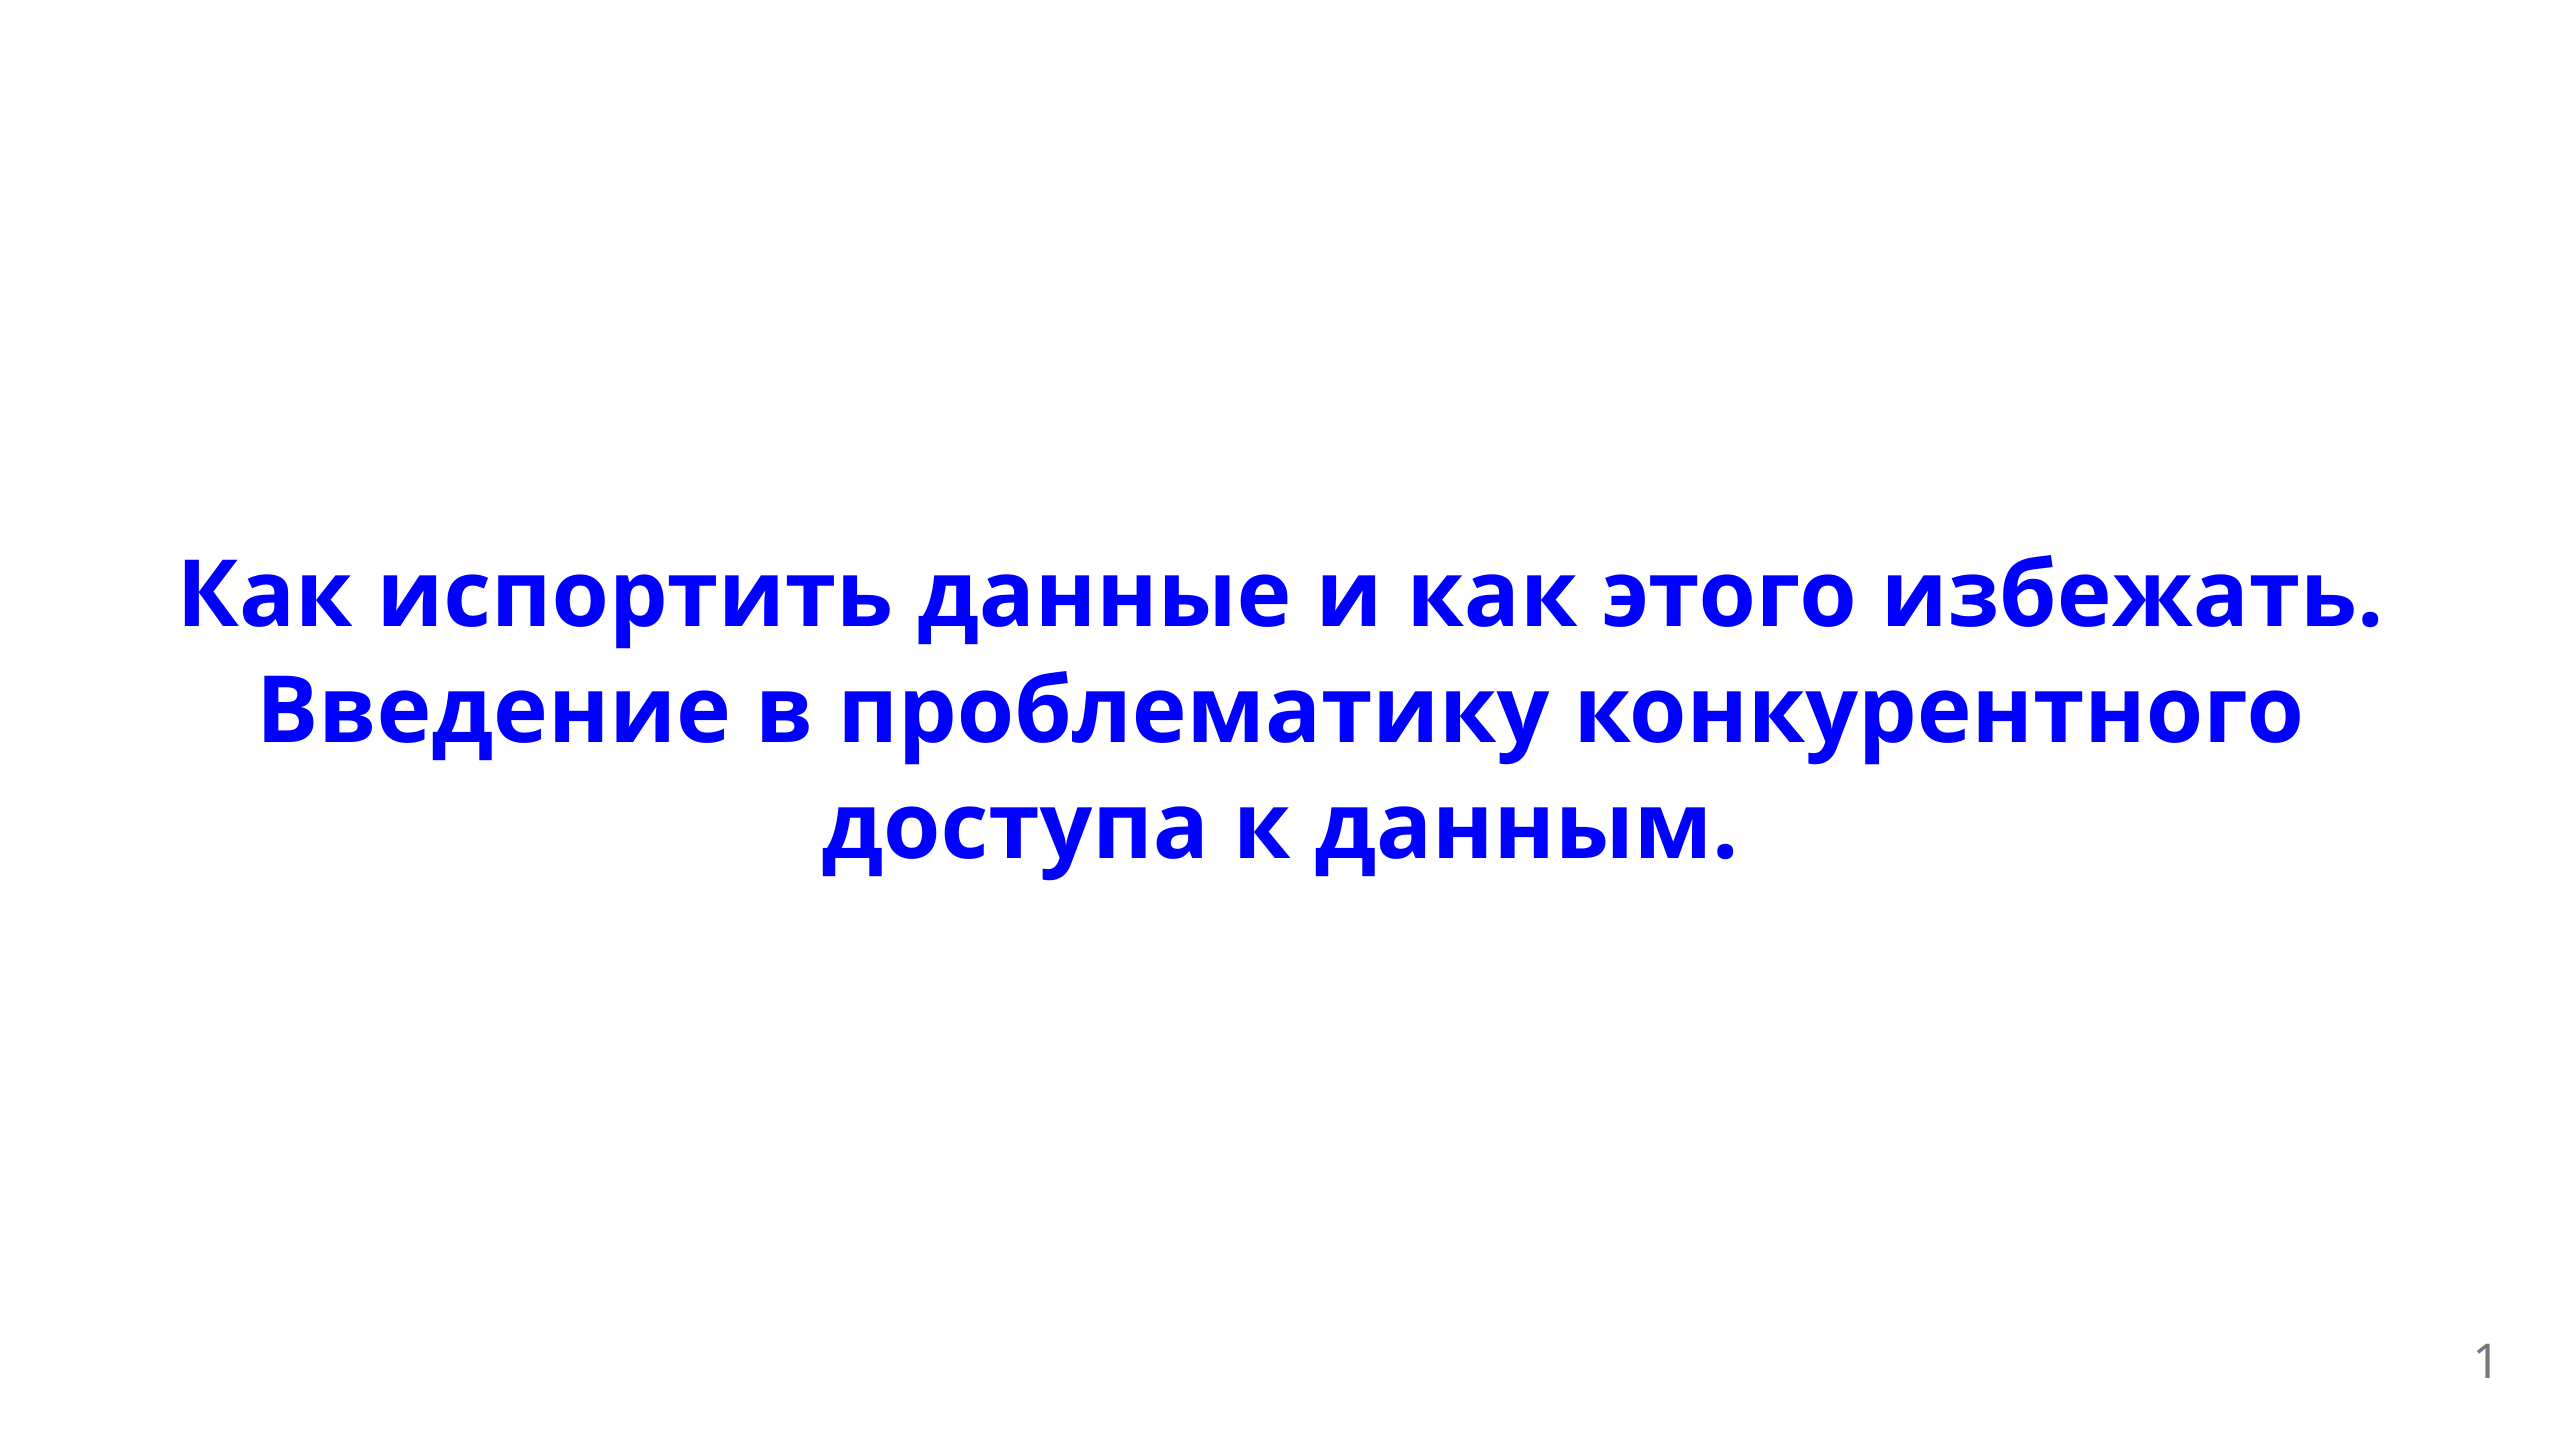 Как испортить данные и как этого избежать.
Введение в проблематику конкурентного
доступа к данным.
1